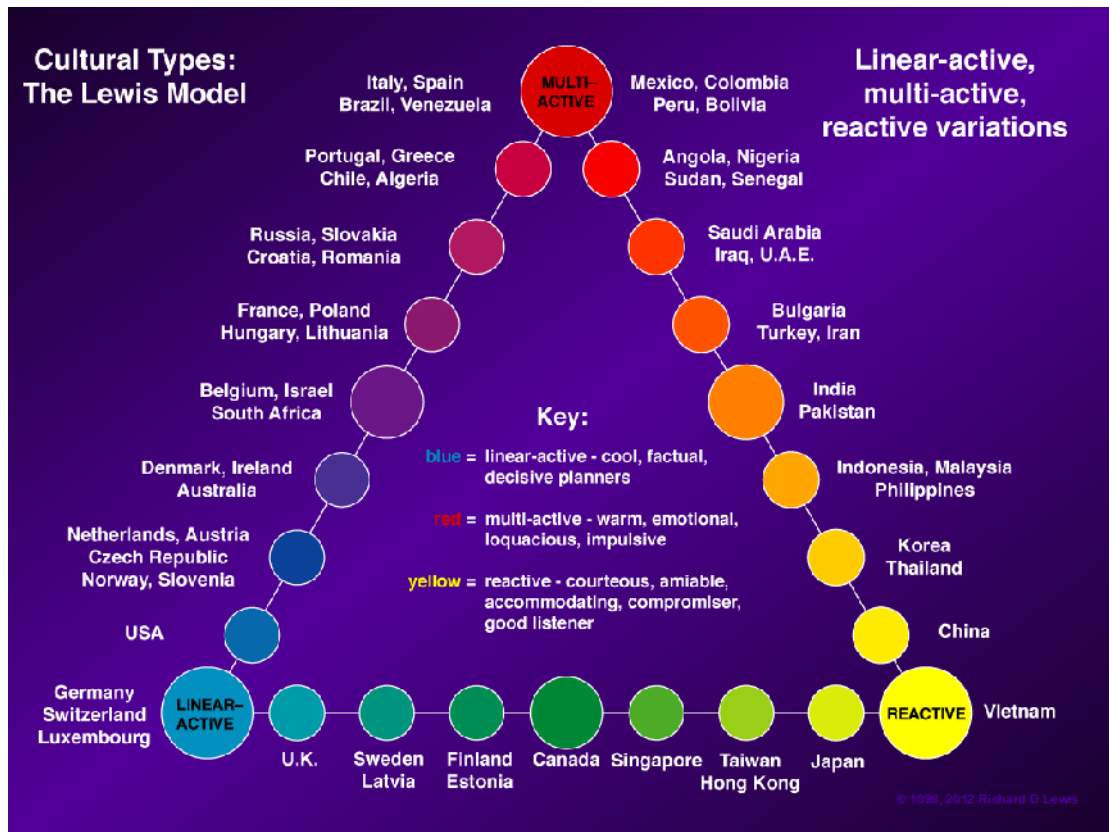 Cultural Types:
The Lewis Model
Linear-active,
multi-active,
reactive variations
MULTI-
ACTIVE
Italy, Spain
Brazil, Venezuela
Mexico, Colombia
Peru, Bolivia
Portugal, Greece
Chile, Algeria
Angola, Nigeria
Sudan, Senegal
Russia, Slovakia
Croatia, Romania
Saudi Arabia
Iraq, U.A.E.
France, Poland
Hungary, Lithuania
Bulgaria
Turkey, Iran
Belgium, Israel
South Africa
India
Pakistan
Denmark, Ireland
Australia
Indonesia, Malaysia
Philippines
Netherlands, Austria
Czech Republic
Norway, Slovenia
Korea
Thailand
USA
China
Germany
Switzerland
Luxembourg
LINEAR-
ACTIVE
REACTIVE
Vietnam
U.K.
Sweden
Latvia
Finland
Estonia
Canada
Singapore
Taiwan
Hong Kong
Japan
Key:
blue = linear-active - cool, factual,
decisive planners
red = multi-active - warm, emotional,
loquacious, impulsive
yellow = reactive - courteous, amiable,
accommodating, compromiser,
good listener
© 1998, 2012 Richard D Lewis